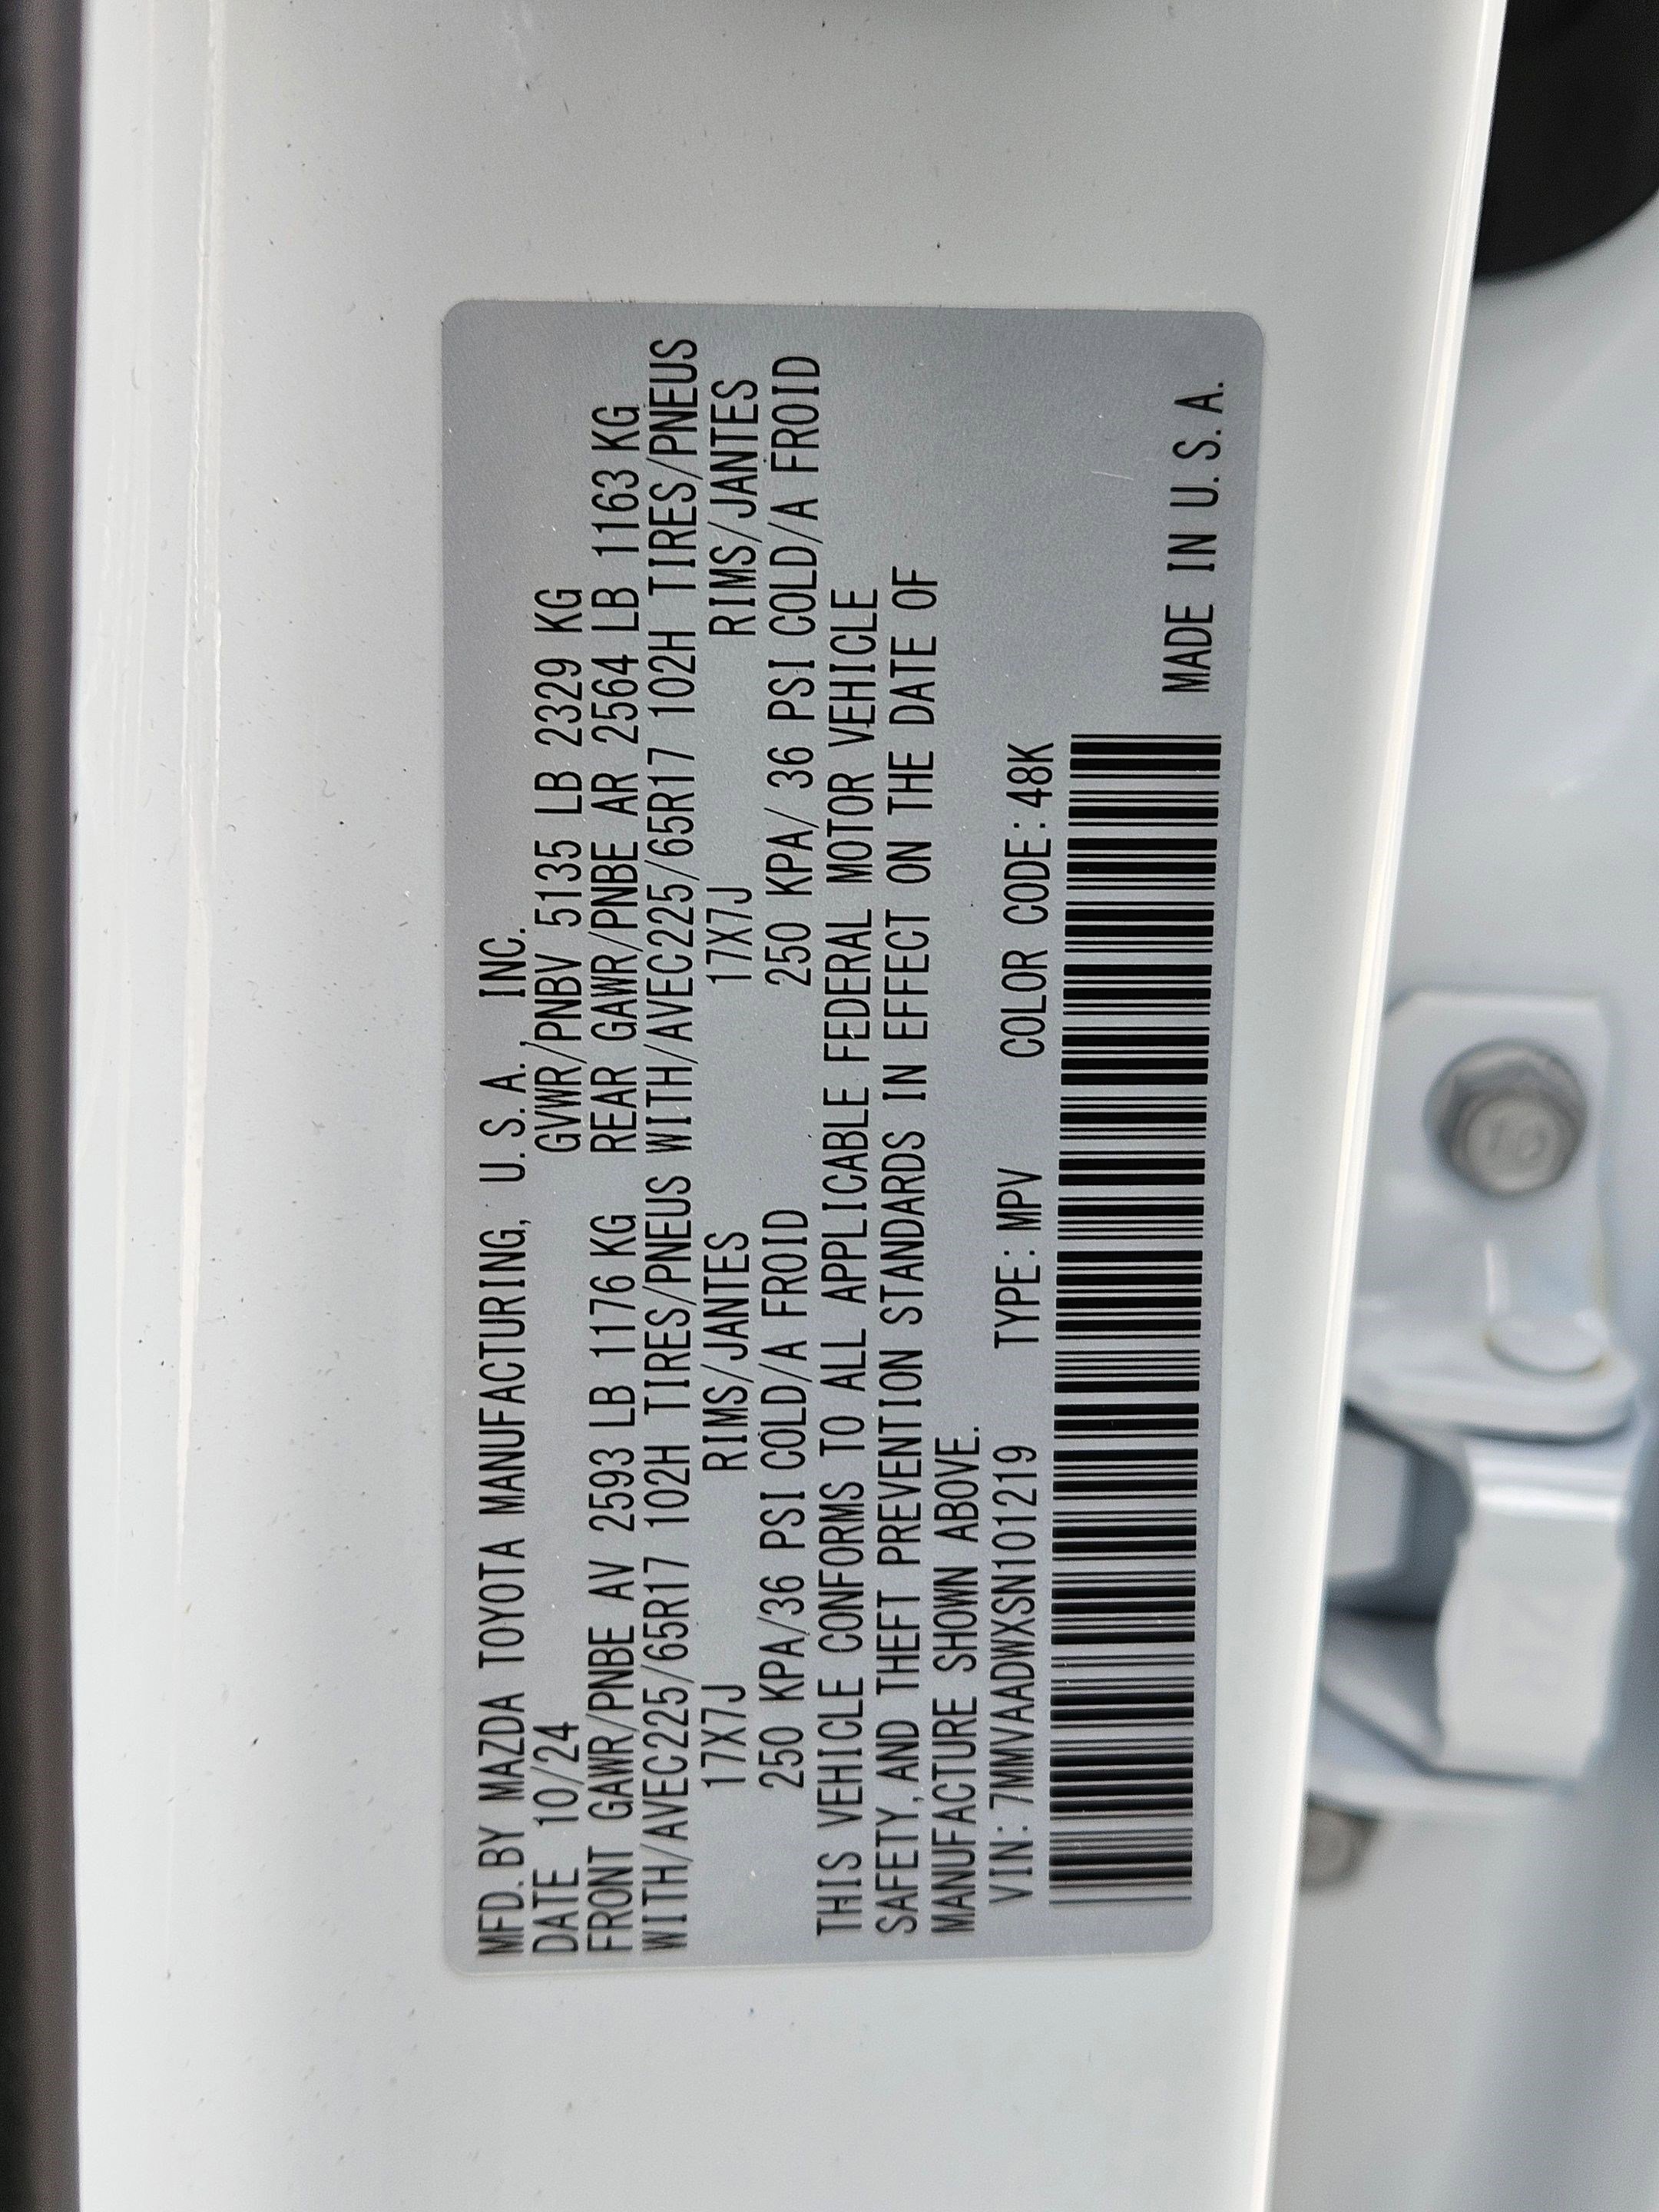 MFD.BY MAZDA TOYOTA MANUFACTURING, U.S.A., INC.
DATE 10/24 GVWR/PNBV 5135 LB 2329 KG
FRONT GAWR/PNBE AV 2593 LB 1176 KG REAR GAWR/PNBE AR 2564 LB 1163 KG
WITH/AVEC225/65R17 102H TIRES/PNEUS WITH/AVEC225/65R17 102H TIRES/PNEUS
17X7J RIMS/JANTES 17X7J RIMS/JANTES
250 KPA/36 PSI COLD/A FROID 250 KPA/ 36 PSI COLD/A FROID
THIS VEHICLE CONFORMS TO ALL APPLICABLE FEDERAL MOTOR VEHICLE
SAFETY,AND THEFT PREVENTION STANDARDS IN EFFECT ON THE DATE OF
MANUFACTURE SHOWN ABOVE.
VIN:7MMVAADWXSN101219 TYPE:MPV COLOR CODE:48K
MADE IN U.S.A.